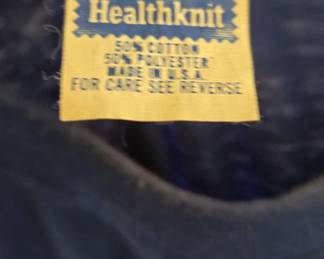 Healthknit
50% COTTON
50% POLYESTER
MADE IN U.S.A.
FOR CARE SEE REVERSE